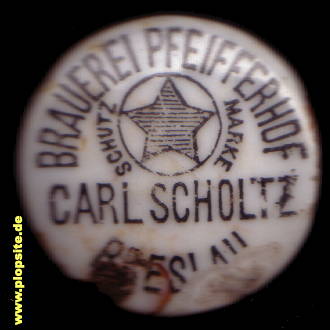 BRAUEREI PFEIFFERHOF
SCHUTZ MARKE
CARL SCHOLTZ
BRESLAU
www.plopsite.de